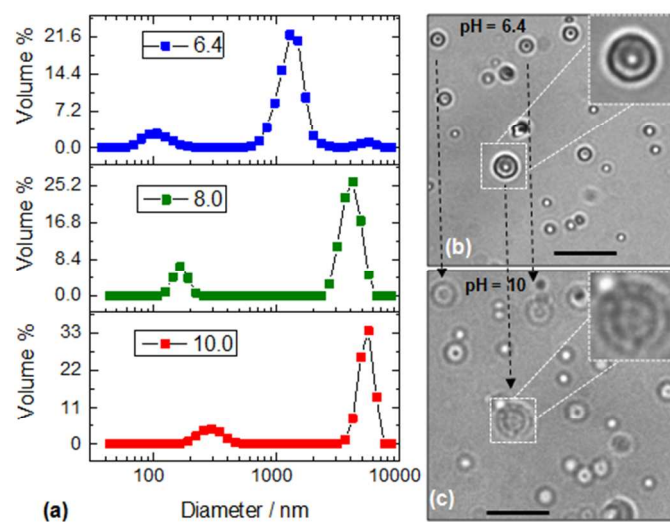 6.4
Volume %
21.6
14.4
7.2
0.0
8.0
Volume %
25.2
16.8
8.4
0.0
10.0
Volume %
33
22
11
0
100
1000
10000
(a)
Diameter / nm
pH = 6.4
(b)
pH = 10
(c)